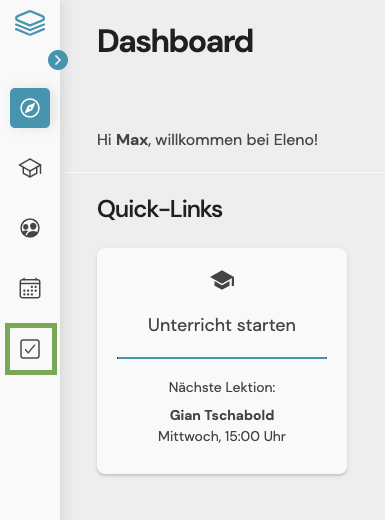 Dashboard
Hi Max, willkommen bei Eleno!
Quick-Links
Unterricht starten
Nächste Lektion:
Gian Tschabold
Mittwoch, 15:00 Uhr